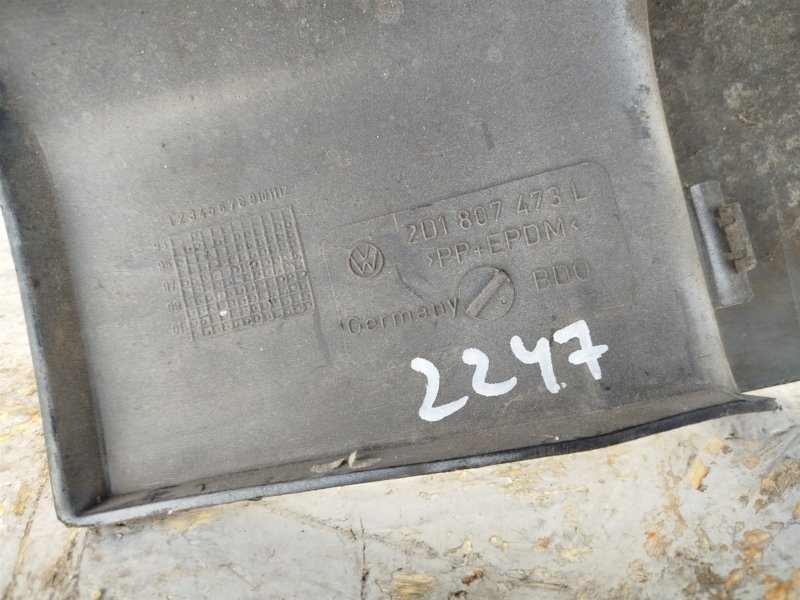 1 2 3 4 5 6 7 8 9 10 11 12
2D1 807 473 L
>PP+EPDM<
VW
Germany
BDO
2247